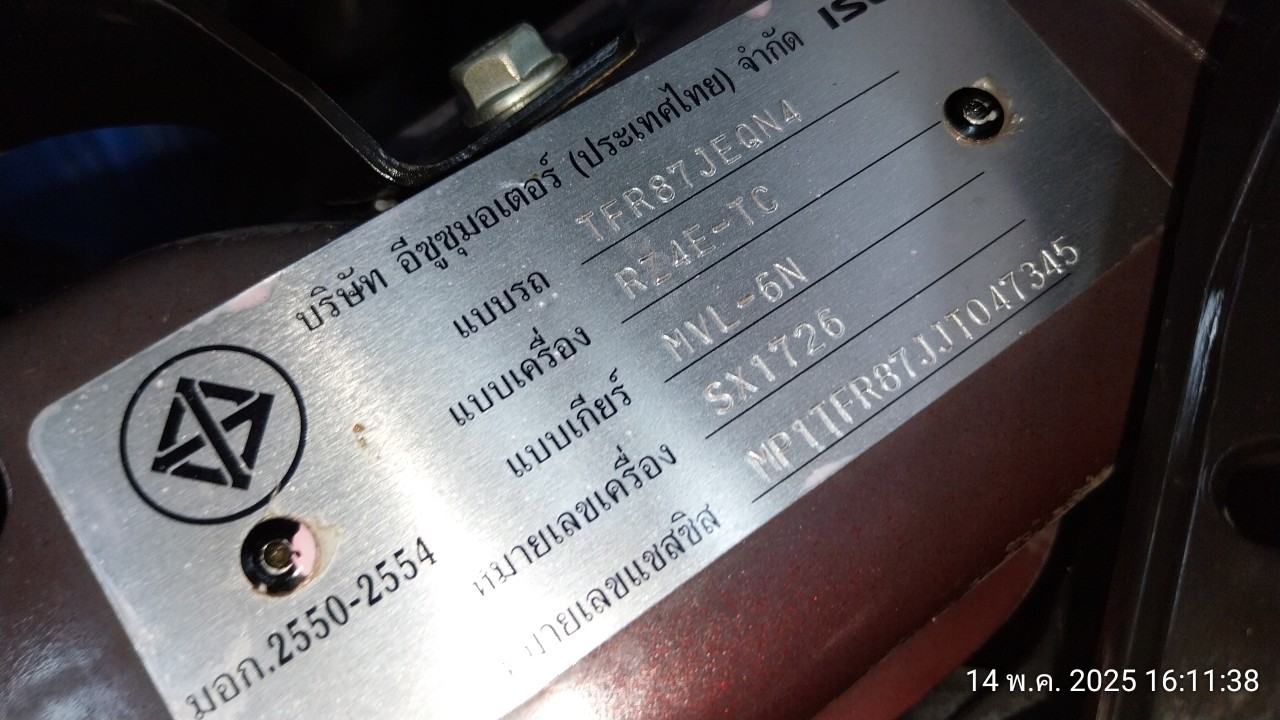 บริษัท อีซูซุมอเตอร์ (ประเทศไทย) จำกัด ISU
แบบรถ TFR87JEQN4
แบบเครื่อง RZ4E-TC
แบบเกียร์ MVL-6N
หมายเลขเครื่อง SX1726
หมายเลขแชสซิส MP1TFR87JJT047345
มอก.2550-2554
14 พ.ค. 2025 16:11:38